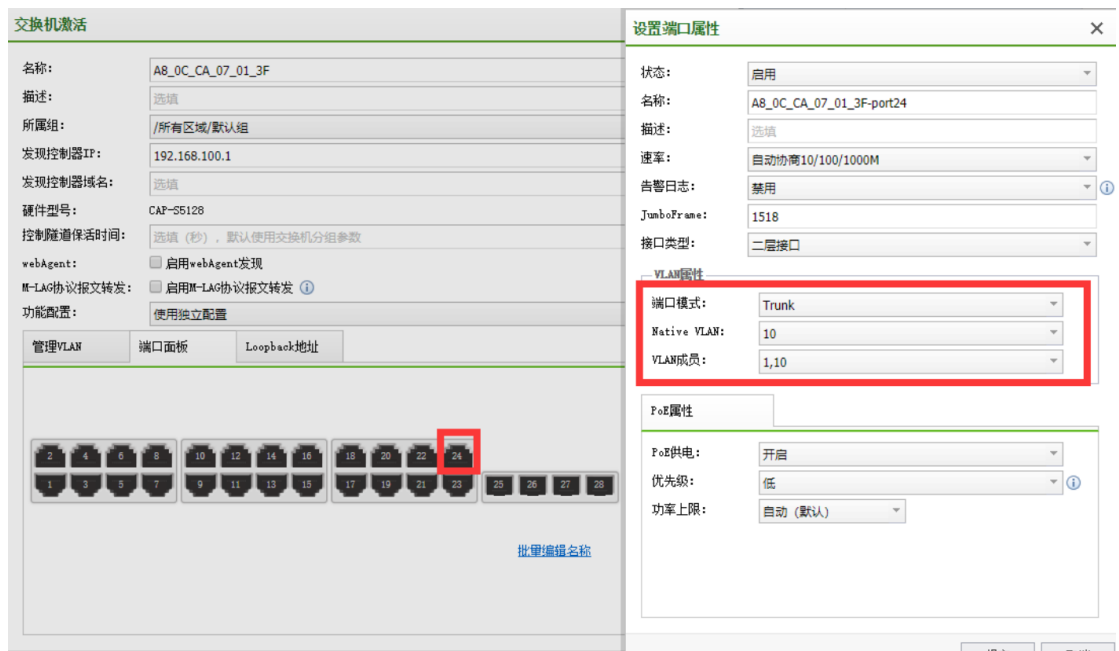 交换机激活
名称: A8_0C_CA_07_01_3F
描述: 选填
所属组: /所有区域/默认组
发现控制器IP: 192.168.100.1
发现控制器域名: 选填
硬件型号: CAP-S5128
控制隧道保活时间: 选填（秒），默认使用交换机分组参数
webAgent: 启用webAgent发现
M-LAG协议报文转发: 启用M-LAG协议报文转发
功能配置: 使用独立配置
管理VLAN 端口面板 Loopback地址
2 4 6 8 10 12 14 16 18 20 22 24
1 3 5 7 9 11 13 15 17 19 21 23 25 26 27 28
批量编辑名称
设置端口属性
状态: 启用
名称: A8_0C_CA_07_01_3F-port24
描述: 选填
速率: 自动协商10/100/1000M
告警日志: 禁用
JumboFrame: 1518
接口类型: 二层接口
VLAN属性
端口模式: Trunk
Native VLAN: 10
VLAN成员: 1,10
PoE属性
PoE供电: 开启
优先级: 低
功率上限: 自动（默认）